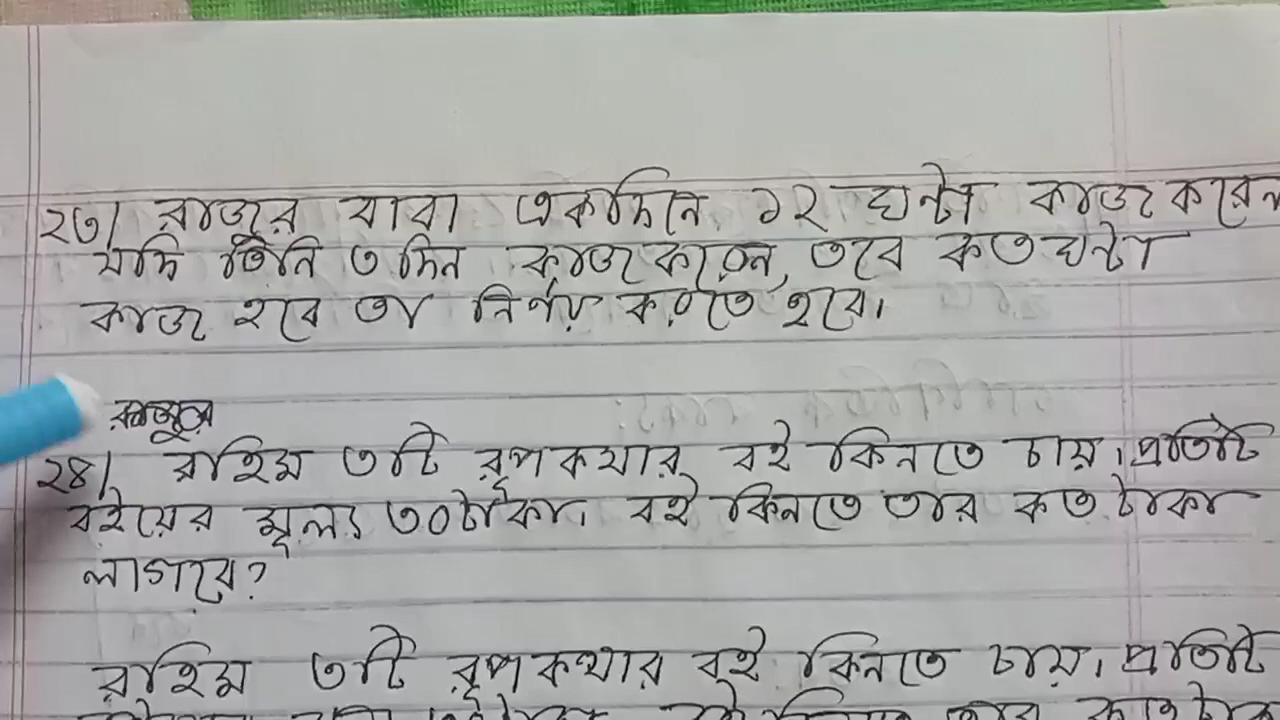 ২৩/ রাজুর বাবা একদিনে ১২ ঘন্টা কাজ করেন
যদি তিনি ৩ দিন কাজ করেন, তবে কত ঘন্টা
কাজ হবে তা নির্ণয় করতে হবে।
রাজুর
২৪/ রহিম ৩টি রূপকথার বই কিনতে চায়। প্রতিটি
বইয়ের মূল্য ৩০টাকা। বই কিনতে তার কত টাকা
লাগবে?
রহিম ৩টি রূপকথার বই কিনতে চায়। প্রতিটি